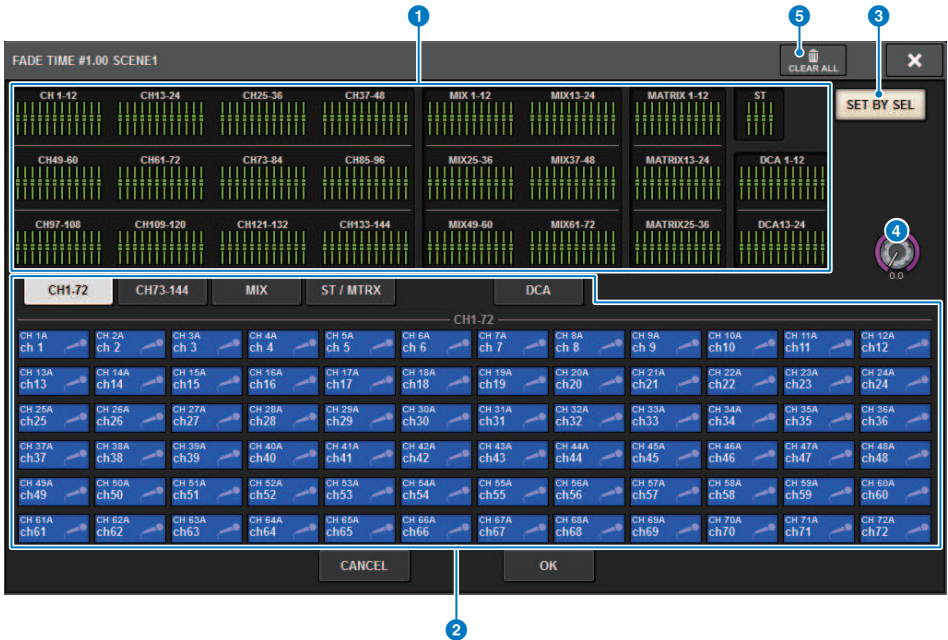 1 5 3
FADE TIME #1.00 SCENE1 CLEAR ALL
CH 1-12 CH13-24 CH25-36 CH37-48 MIX 1-12 MIX13-24 MATRIX 1-12 ST SET BY SEL
CH49-60 CH61-72 CH73-84 CH85-96 MIX25-36 MIX37-48 MATRIX13-24 DCA 1-12
CH97-108 CH109-120 CH121-132 CH133-144 MIX49-60 MIX61-72 MATRIX25-36 DCA13-24
4
0.0
CH1-72 CH73-144 MIX ST / MTRX DCA
CH1-72
CH 1A CH 2A CH 3A CH 4A CH 5A CH 6A CH 7A CH 8A CH 9A CH 10A CH 11A CH 12A
ch 1 ch 2 ch 3 ch 4 ch 5 ch 6 ch 7 ch 8 ch 9 ch10 ch11 ch12
CH 13A CH 14A CH 15A CH 16A CH 17A CH 18A CH 19A CH 20A CH 21A CH 22A CH 23A CH 24A
ch13 ch14 ch15 ch16 ch17 ch18 ch19 ch20 ch21 ch22 ch23 ch24
CH 25A CH 26A CH 27A CH 28A CH 29A CH 30A CH 31A CH 32A CH 33A CH 34A CH 35A CH 36A
ch25 ch26 ch27 ch28 ch29 ch30 ch31 ch32 ch33 ch34 ch35 ch36
CH 37A CH 38A CH 39A CH 40A CH 41A CH 42A CH 43A CH 44A CH 45A CH 46A CH 47A CH 48A
ch37 ch38 ch39 ch40 ch41 ch42 ch43 ch44 ch45 ch46 ch47 ch48
CH 49A CH 50A CH 51A CH 52A CH 53A CH 54A CH 55A CH 56A CH 57A CH 58A CH 59A CH 60A
ch49 ch50 ch51 ch52 ch53 ch54 ch55 ch56 ch57 ch58 ch59 ch60
CH 61A CH 62A CH 63A CH 64A CH 65A CH 66A CH 67A CH 68A CH 69A CH 70A CH 71A CH 72A
ch61 ch62 ch63 ch64 ch65 ch66 ch67 ch68 ch69 ch70 ch71 ch72
CANCEL OK
2